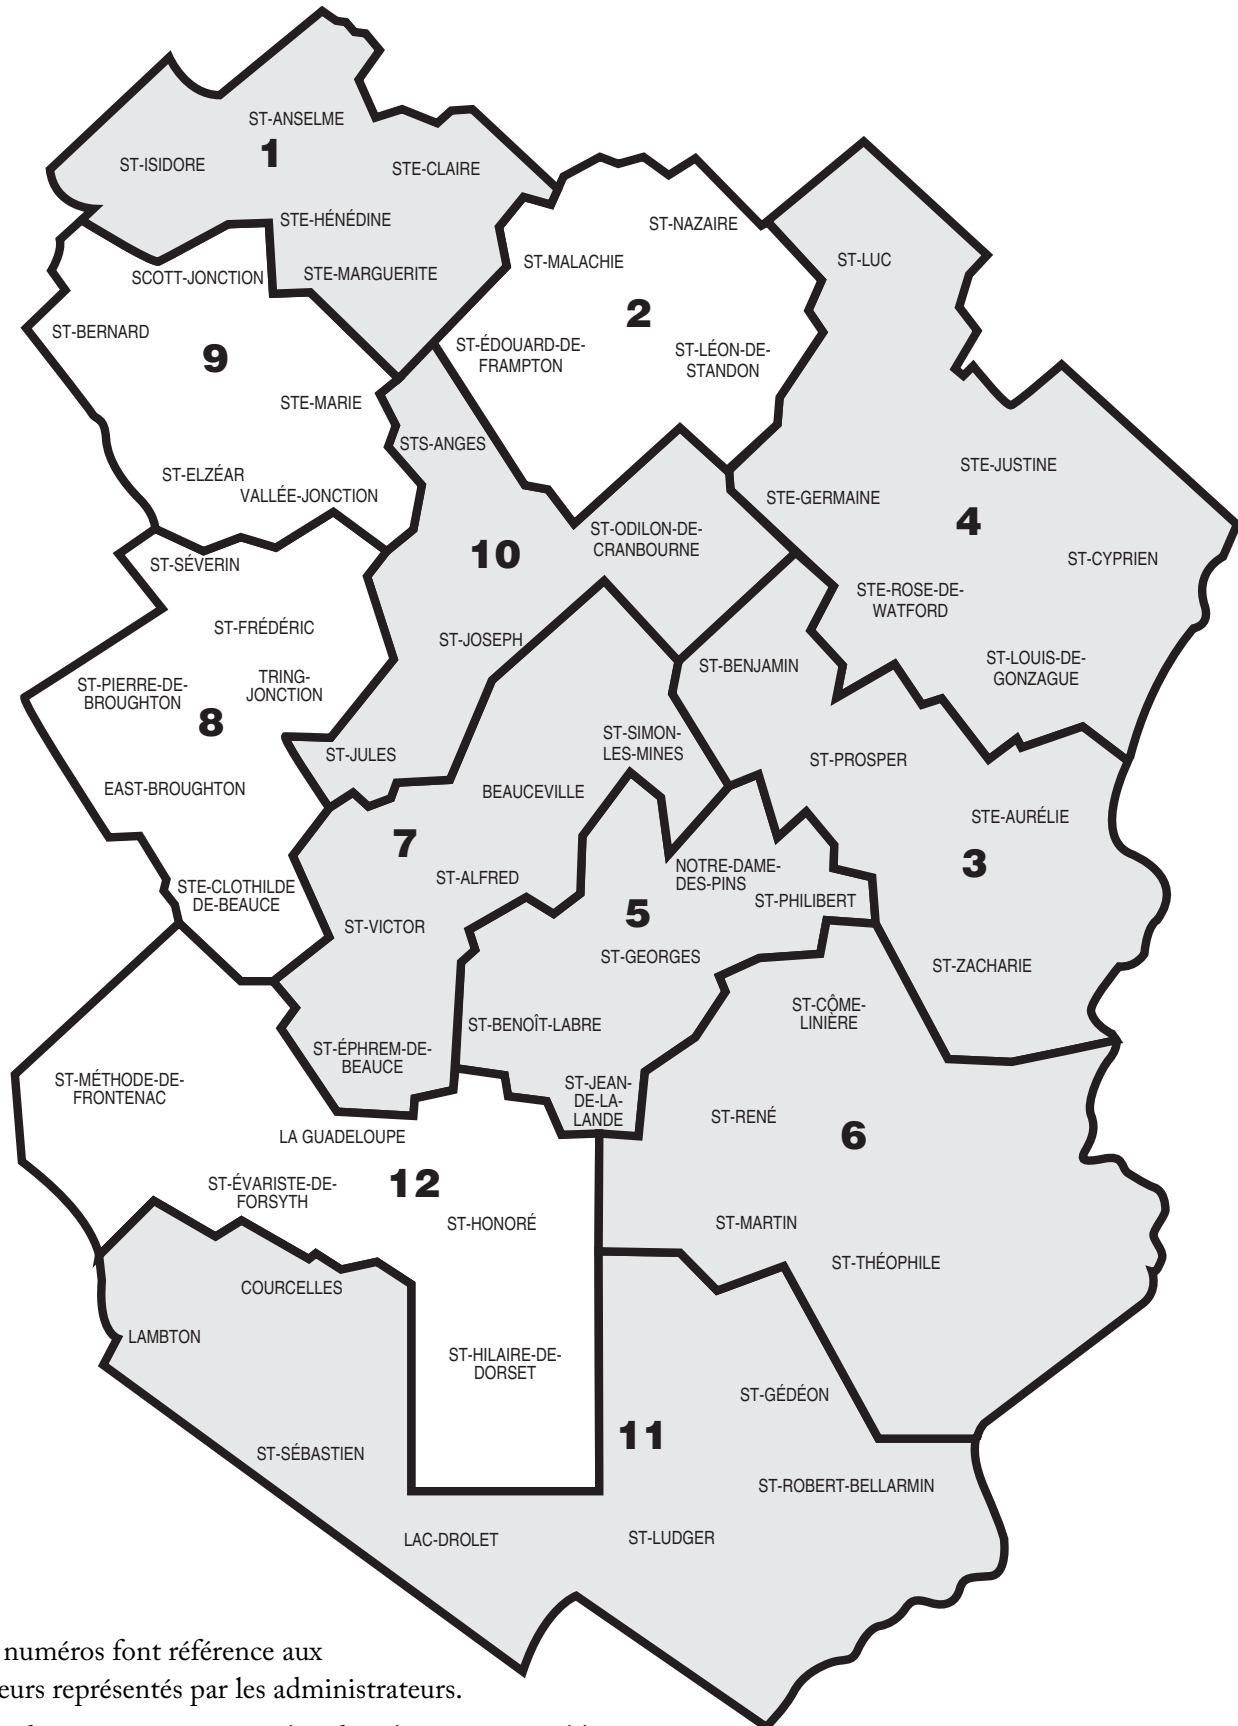 ST-ANSELME
1
ST-ISIDORE
STE-CLAIRE
STE-HÉNÉDINE
STE-MARGUERITE
ST-NAZAIRE
ST-MALACHIE
2
ST-ÉDOUARD-DE-
FRAMPTON
ST-LÉON-DE-
STANDON
ST-LUC
STE-JUSTINE
STE-GERMAINE
4
ST-CYPRIEN
STE-ROSE-DE-
WATFORD
ST-LOUIS-DE-
GONZAGUE
SCOTT-JONCTION
ST-BERNARD
9
STE-MARIE
ST-ELZÉAR
VALLÉE-JONCTION
STS-ANGES
ST-ODILON-DE-
CRANBOURNE
10
ST-JOSEPH
ST-JULES
ST-SÉVERIN
ST-FRÉDÉRIC
ST-PIERRE-DE-
BROUGHTON
TRING-
JONCTION
8
EAST-BROUGHTON
STE-CLOTHILDE
DE-BEAUCE
ST-BENJAMIN
ST-PROSPER
STE-AURÉLIE
3
ST-ZACHARIE
ST-SIMON-
LES-MINES
BEAUCEVILLE
7
ST-ALFRED
ST-VICTOR
ST-ÉPHREM-DE-
BEAUCE
NOTRE-DAME-
DES-PINS
ST-PHILIBERT
5
ST-GEORGES
ST-BENOÎT-LABRE
ST-JEAN-
DE-LA-
LANDE
ST-CÔME-
LINIÈRE
ST-RENÉ
6
ST-MARTIN
ST-THÉOPHILE
ST-MÉTHODE-DE-
FRONTENAC
LA GUADELOUPE
12
ST-ÉVARISTE-DE-
FORSYTH
ST-HONORÉ
ST-HILAIRE-DE-
DORSET
COURCELLES
LAMBTON
ST-SÉBASTIEN
LAC-DROLET
11
ST-GÉDÉON
ST-ROBERT-BELLARMIN
ST-LUDGER
numéros font référence aux
eurs représentés par les administrateurs.